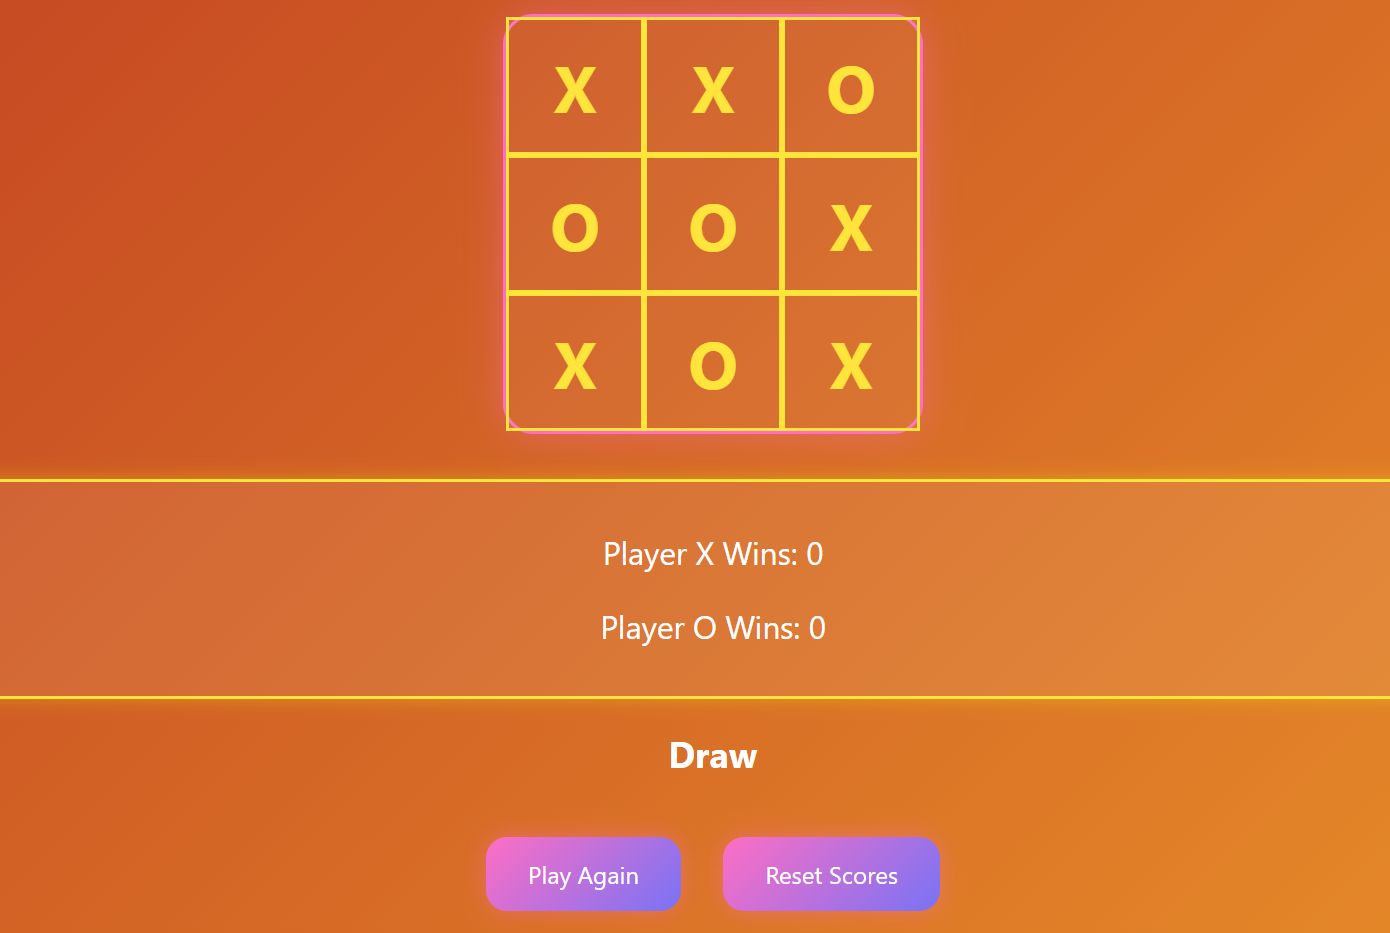 X X O
O O X
X O X
Player X Wins: 0
Player O Wins: 0
Draw
Play Again Reset Scores